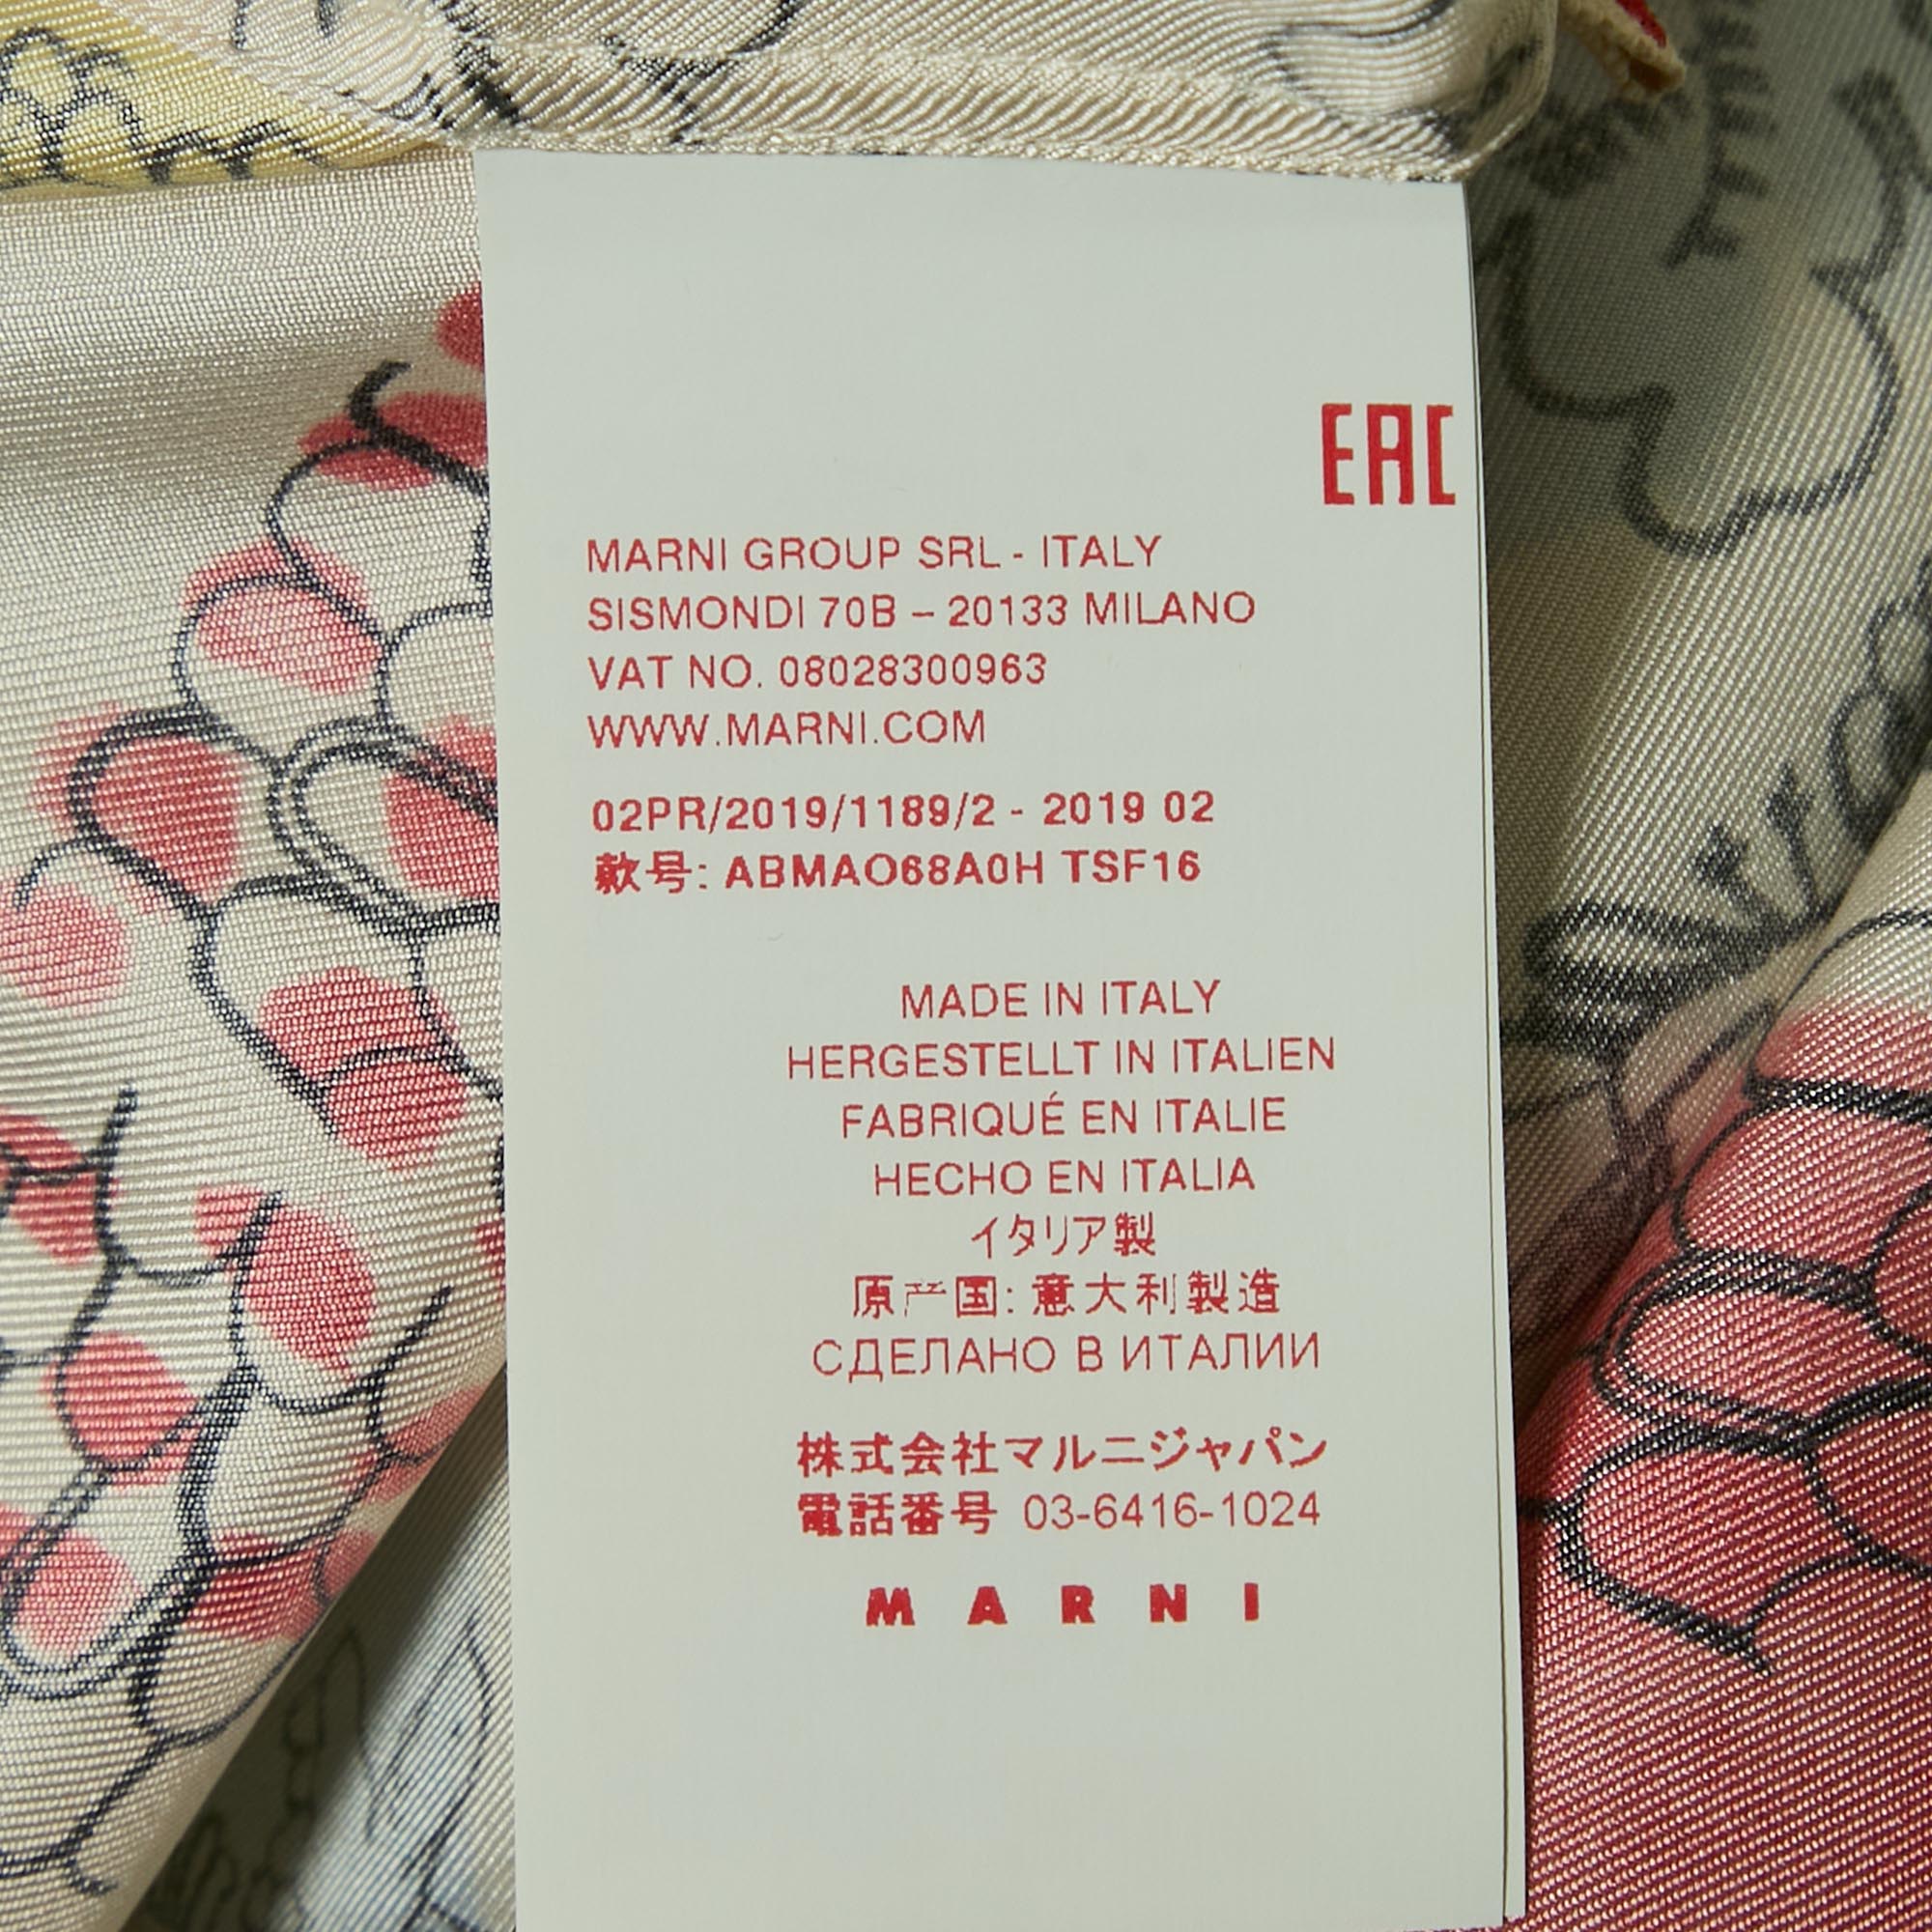 EAC
MARNI GROUP SRL - ITALY
SISMONDI 70B – 20133 MILANO
VAT NO. 08028300963
WWW.MARNI.COM
02PR/2019/1189/2 - 2019 02
款号: ABMAO68A0H TSF16
MADE IN ITALY
HERGESTELLT IN ITALIEN
FABRIQUÉ EN ITALIE
HECHO EN ITALIA
イタリア製
原产国: 意大利製造
СДЕЛАНО В ИТАЛИИ
株式会社マルニジャパン
電話番号 03-6416-1024
MARNI